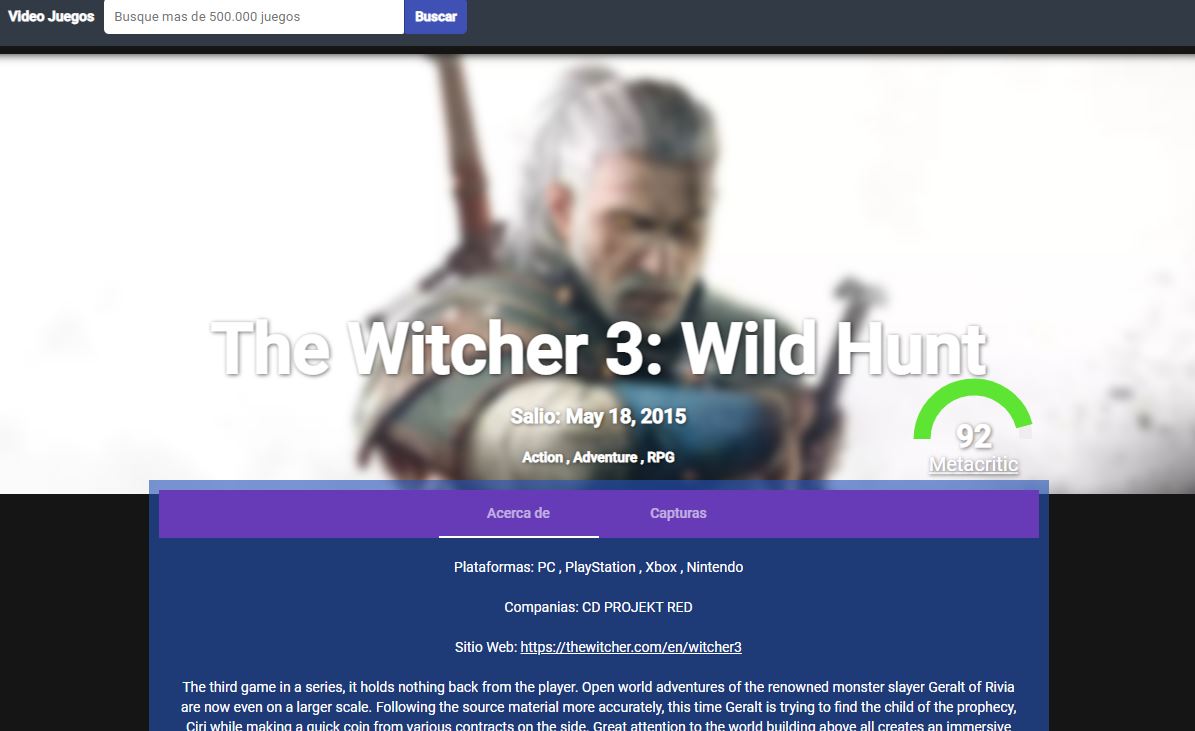 Video Juegos Busque mas de 500.000 juegos Buscar
The Witcher 3: Wild Hunt
Salio: May 18, 2015
92
Action , Adventure , RPG
Metacritic
Acerca de Capturas
Plataformas: PC , PlayStation , Xbox , Nintendo
Companias: CD PROJEKT RED
Sitio Web: https://thewitcher.com/en/witcher3
The third game in a series, it holds nothing back from the player. Open world adventures of the renowned monster slayer Geralt of Rivia
are now even on a larger scale. Following the source material more accurately, this time Geralt is trying to find the child of the prophecy,
Ciri while making a quick coin from various contracts on the side. Great attention to the world building above all creates an immersive